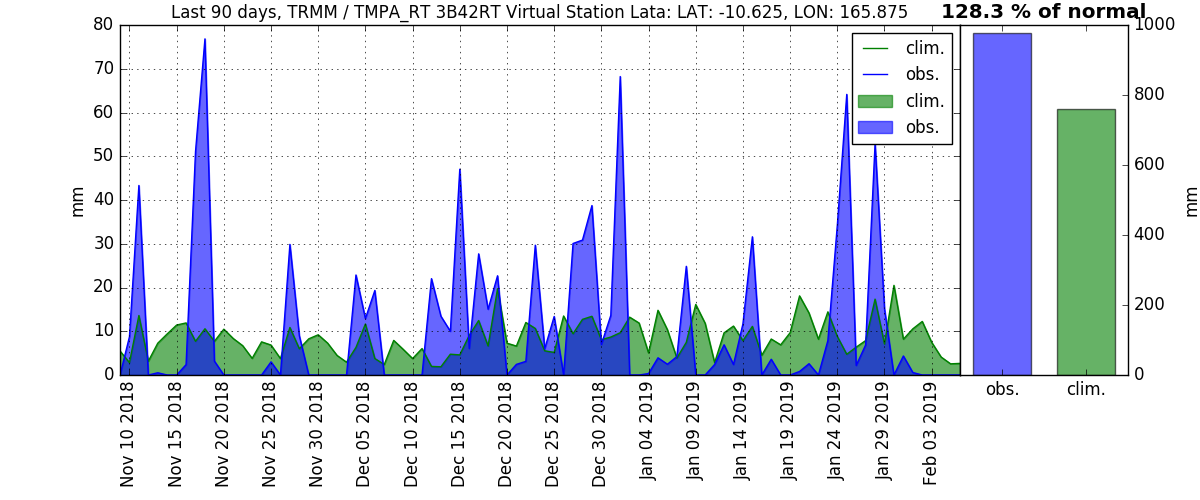 Last 90 days, TRMM / TMPA_RT 3B42RT Virtual Station Lata: LAT: -10.625, LON: 165.875
128.3 % of normal
80
70
60
50
40
30
20
10
0
mm
clim.
obs.
clim.
obs.
1000
800
600
400
200
0
mm
obs.
clim.
Nov 10 2018
Nov 15 2018
Nov 20 2018
Nov 25 2018
Nov 30 2018
Dec 05 2018
Dec 10 2018
Dec 15 2018
Dec 20 2018
Dec 25 2018
Dec 30 2018
Jan 04 2019
Jan 09 2019
Jan 14 2019
Jan 19 2019
Jan 24 2019
Jan 29 2019
Feb 03 2019